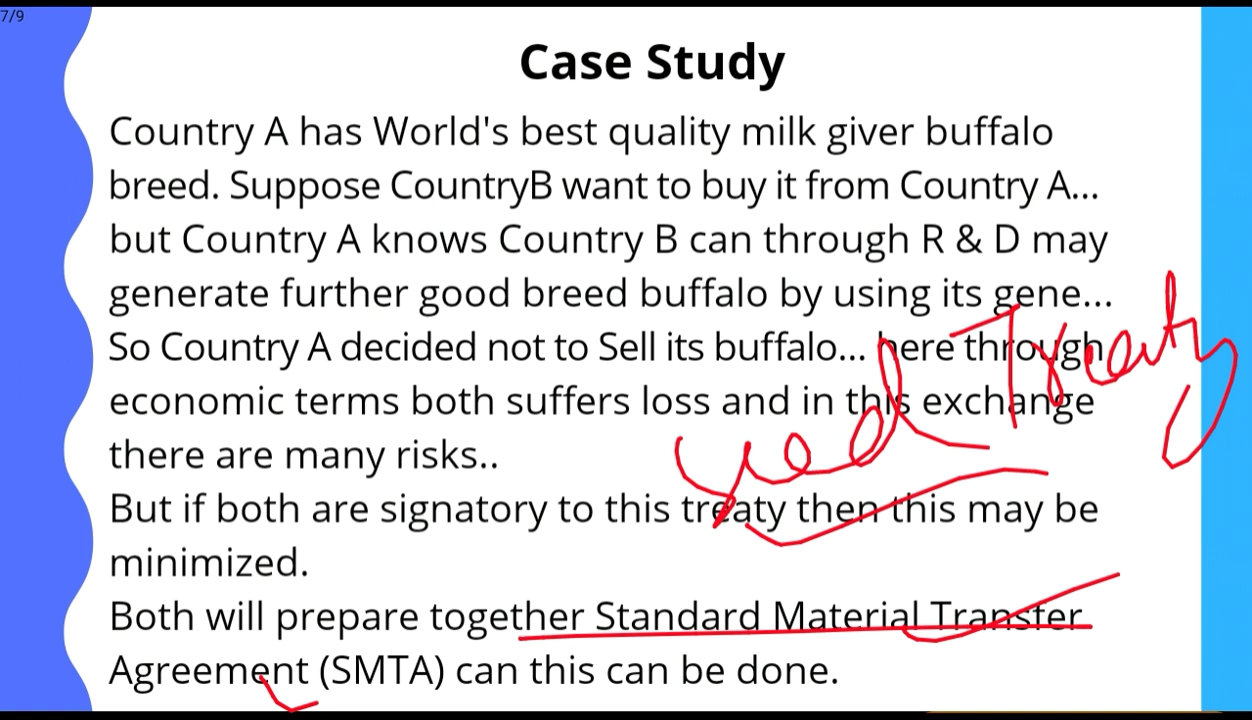 7/9
Case Study
Country A has World's best quality milk giver buffalo
breed. Suppose CountryB want to buy it from Country A...
but Country A knows Country B can through R & D may
generate further good breed buffalo by using its gene...
So Country A decided not to Sell its buffalo... here through
economic terms both suffers loss and in this exchange
there are many risks..
But if both are signatory to this treaty then this may be
minimized.
Both will prepare together Standard Material Transfer
Agreement (SMTA) can this can be done.
Seed Treaty